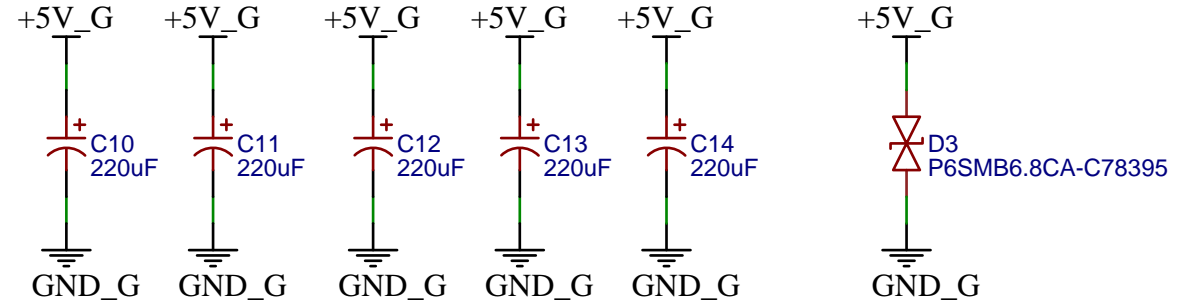 +5V_G +5V_G +5V_G +5V_G +5V_G +5V_G
+ + + + +
C10 C11 C12 C13 C14 D3
220uF 220uF 220uF 220uF 220uF P6SMB6.8CA-C78395
GND_G GND_G GND_G GND_G GND_G GND_G